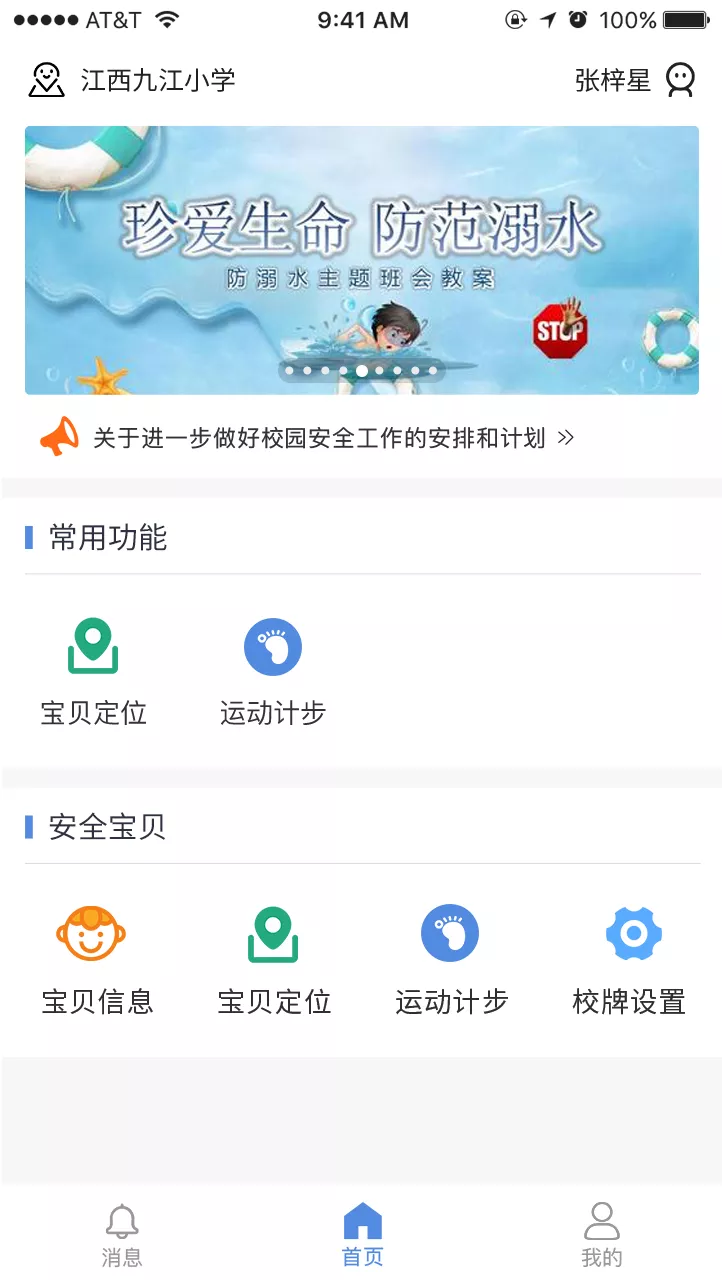 AT&T 9:41 AM 100%
江西九江小学 张梓星
珍爱生命 防范溺水
防溺水主题班会教案
STOP
关于进一步做好校园安全工作的安排和计划 >>
常用功能
宝贝定位 运动计步
安全宝贝
宝贝信息 宝贝定位 运动计步 校牌设置
消息 首页 我的